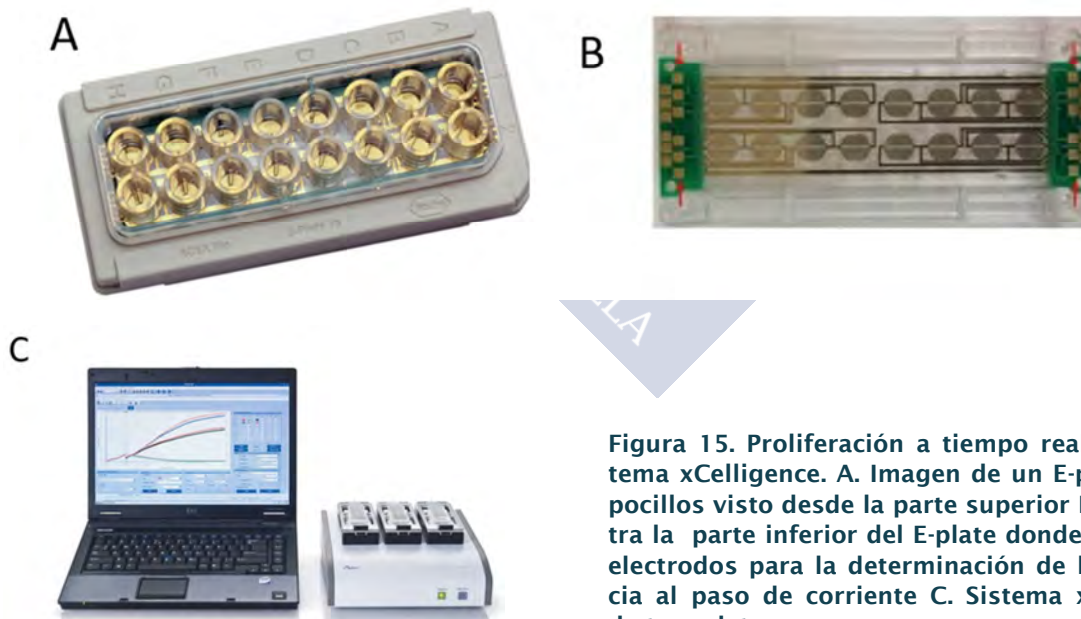 A
B
H G F E D C B A
C
ELA
Figura 15. Proliferación a tiempo rea
tema xCelligence. A. Imagen de un E-p
pocillos visto desde la parte superior
tra la parte inferior del E-plate donde
electrodos para la determinación de l
cia al paso de corriente C. Sistema x